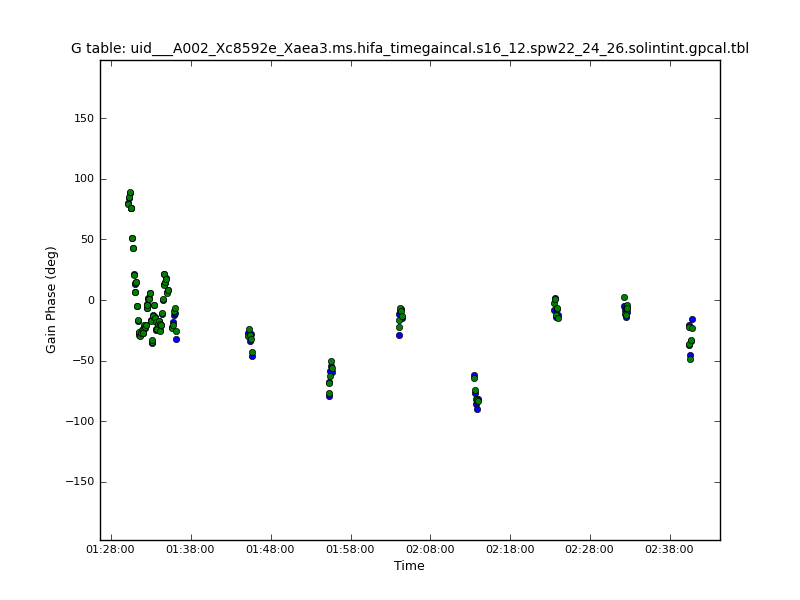 G table: uid___A002_Xc8592e_Xaea3.ms.hifa_timegaincal.s16_12.spw22_24_26.solintint.gpcal.tbl
150
100
50
0
−50
−100
−150
Gain Phase (deg)
01:28:00 01:38:00 01:48:00 01:58:00 02:08:00 02:18:00 02:28:00 02:38:00
Time